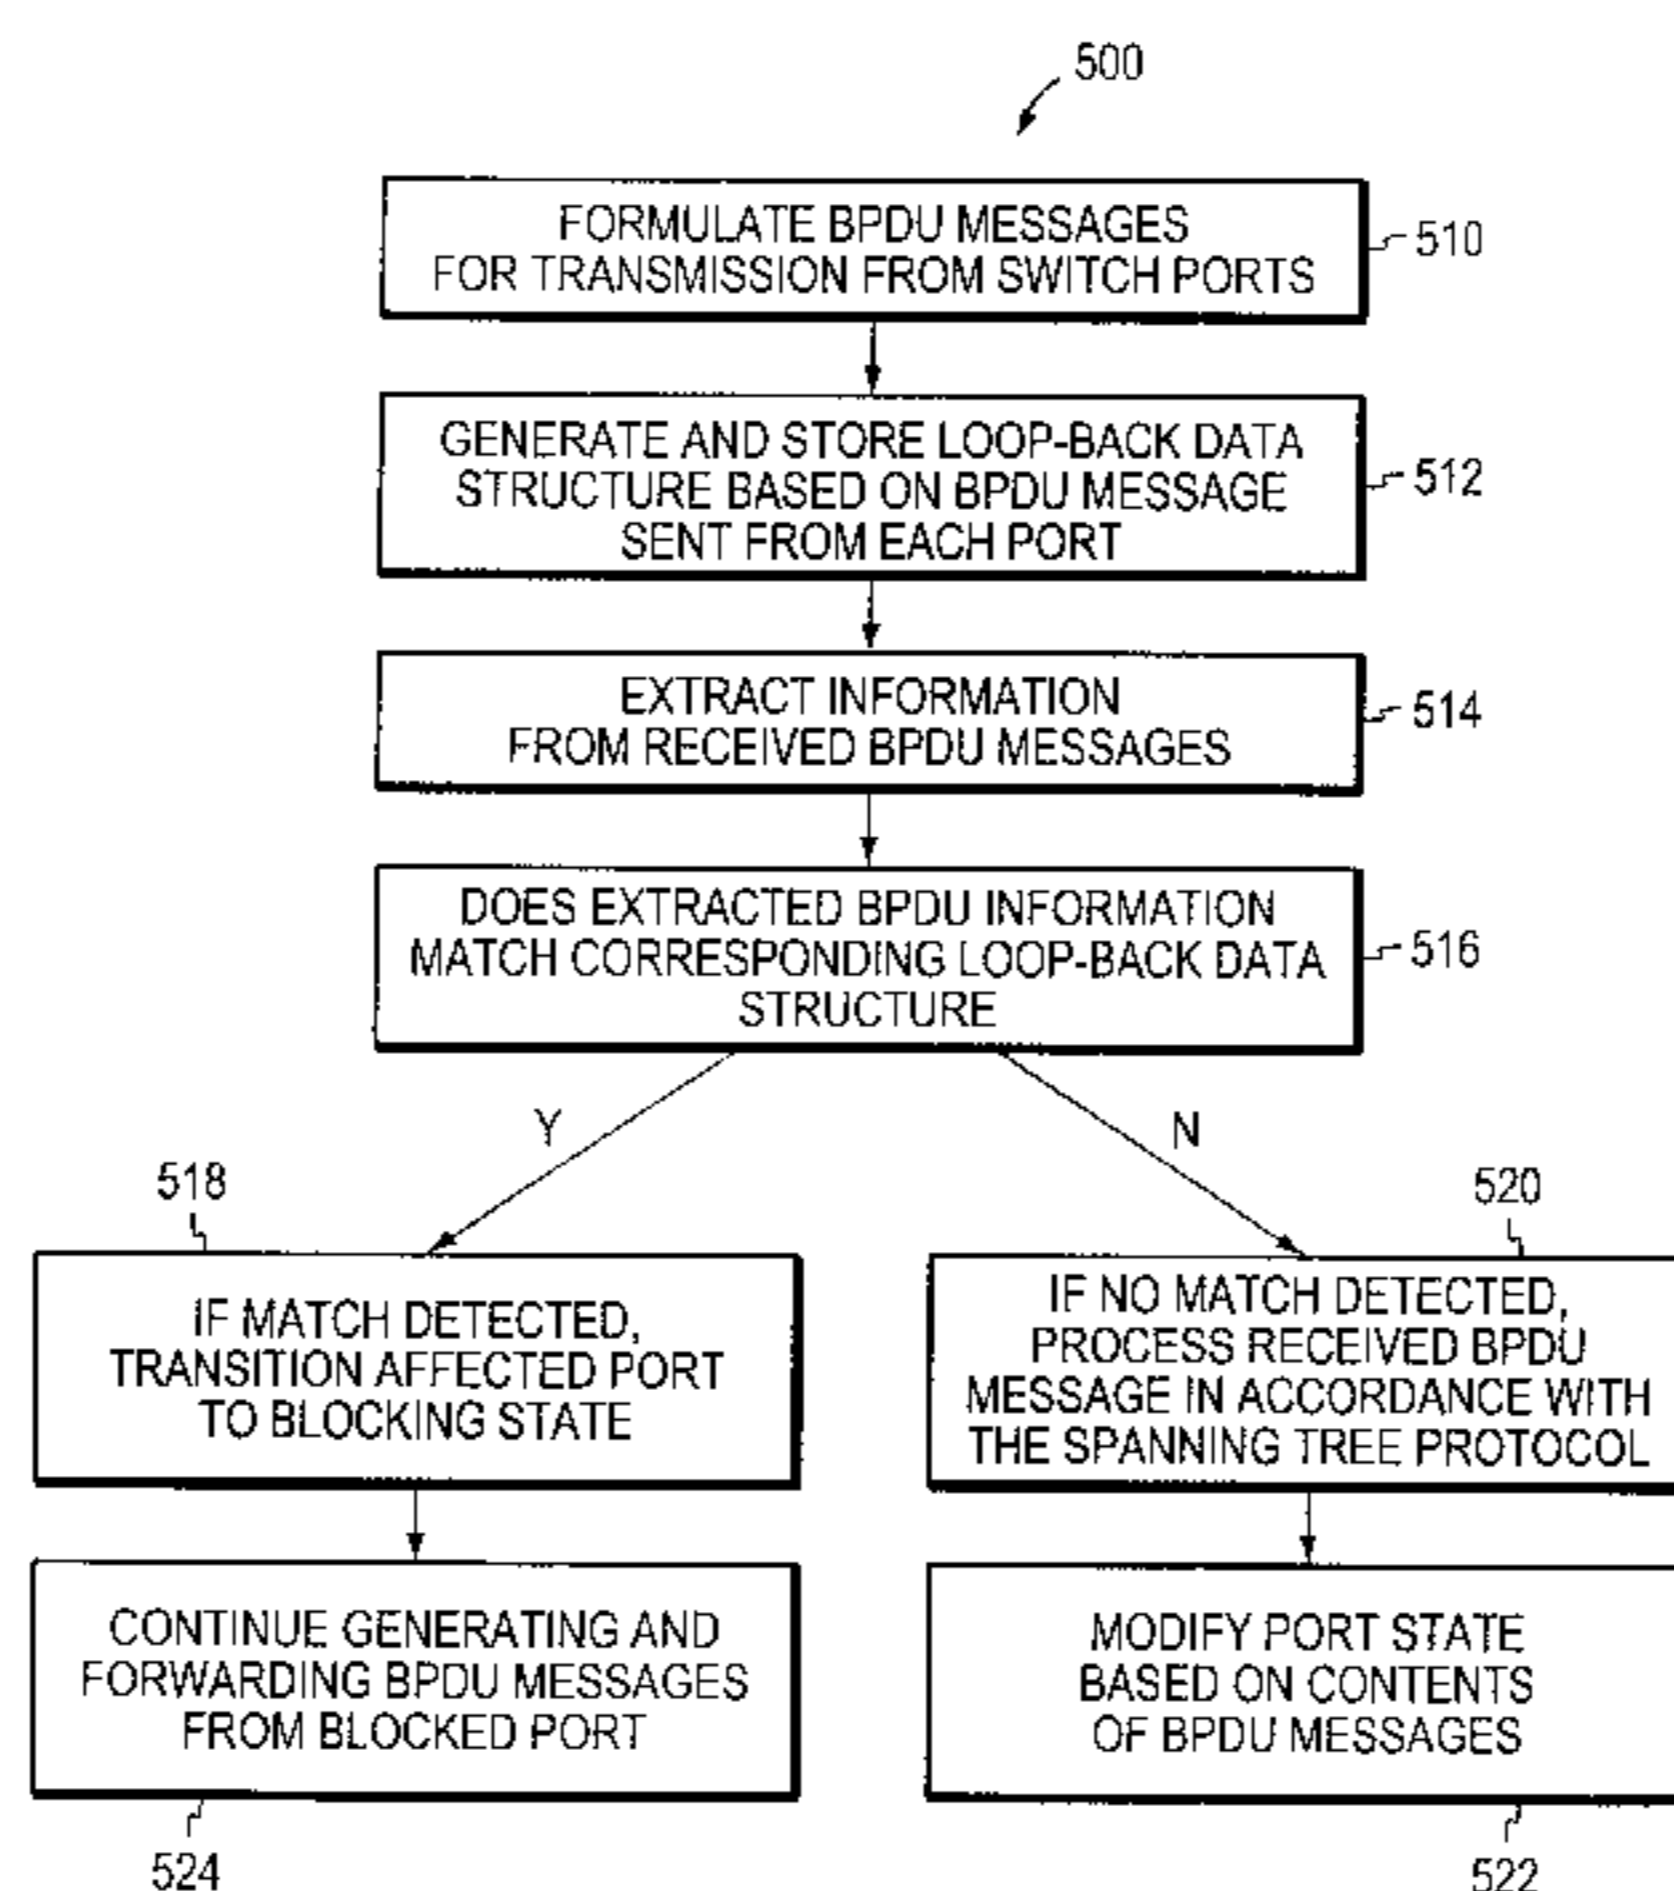 500
FORMULATE BPDU MESSAGES
FOR TRANSMISSION FROM SWITCH PORTS
510
GENERATE AND STORE LOOP-BACK DATA
STRUCTURE BASED ON BPDU MESSAGE
SENT FROM EACH PORT
512
EXTRACT INFORMATION
FROM RECEIVED BPDU MESSAGES
514
DOES EXTRACTED BPDU INFORMATION
MATCH CORRESPONDING LOOP-BACK DATA
STRUCTURE
516
Y
N
518
IF MATCH DETECTED,
TRANSITION AFFECTED PORT
TO BLOCKING STATE
520
IF NO MATCH DETECTED,
PROCESS RECEIVED BPDU
MESSAGE IN ACCORDANCE WITH
THE SPANNING TREE PROTOCOL
CONTINUE GENERATING AND
FORWARDING BPDU MESSAGES
FROM BLOCKED PORT
524
MODIFY PORT STATE
BASED ON CONTENTS
OF BPDU MESSAGES
522